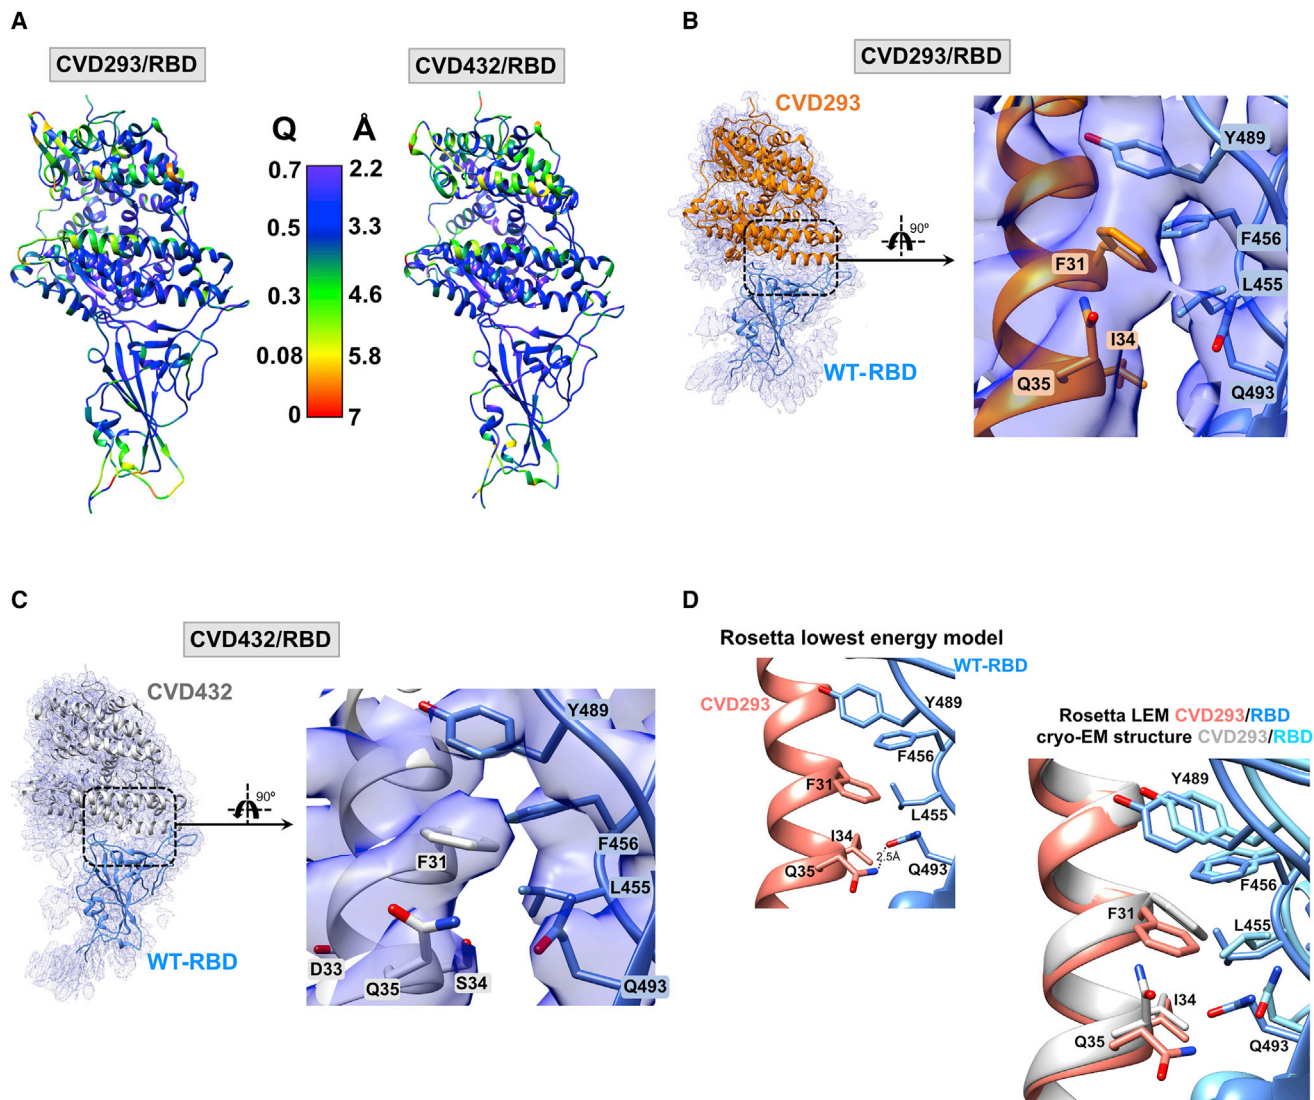 A
CVD293/RBD
CVD432/RBD
Q
Å
0.7
2.2
0.5
3.3
0.3
4.6
0.08
5.8
0
7
B
CVD293/RBD
CVD293
WT-RBD
90º
Y489
F456
F31
L455
I34
Q35
Q493
C
CVD432/RBD
CVD432
WT-RBD
90º
Y489
F456
F31
L455
D33
Q35
S34
Q493
D
Rosetta lowest energy model
WT-RBD
CVD293
Y489
F456
F31
L455
I34
2.5Å
Q35
Q493
Rosetta LEM CVD293/RBD
cryo-EM structure CVD293/RBD
Y489
F456
F31
L455
I34
Q35
Q493